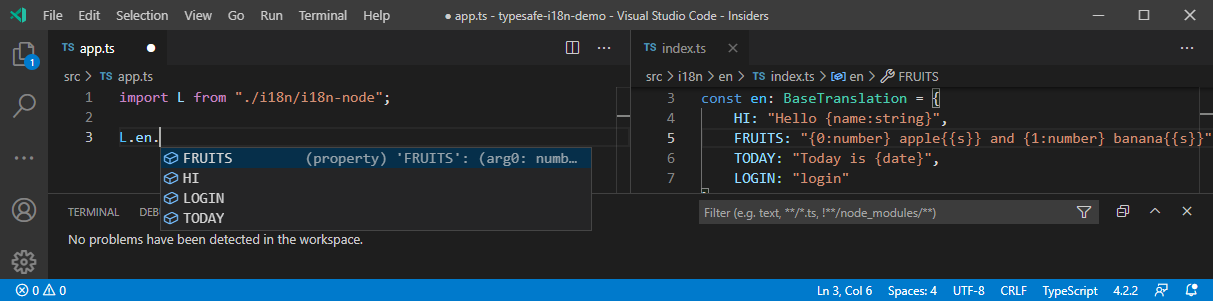 File Edit Selection View Go Run Terminal Help ● app.ts - typesafe-i18n-demo - Visual Studio Code - Insiders
TS app.ts ●
src > TS app.ts
1 import L from "./i18n/i18n-node";
2
3 L.en.
FRUITS (property) 'FRUITS': (arg0: numb…
HI
LOGIN
TODAY
TS index.ts
src > i18n > en > TS index.ts > en > FRUITS
3 const en: BaseTranslation = {
4 HI: "Hello {name:string}",
5 FRUITS: "{0:number} apple{{s}} and {1:number} banana{{s}}"
6 TODAY: "Today is {date}",
7 LOGIN: "login"
1
TERMINAL DEB
Filter (e.g. text, **/*.ts, !**/node_modules/**)
No problems have been detected in the workspace.
0 0 Ln 3, Col 6 Spaces: 4 UTF-8 CRLF TypeScript 4.2.2